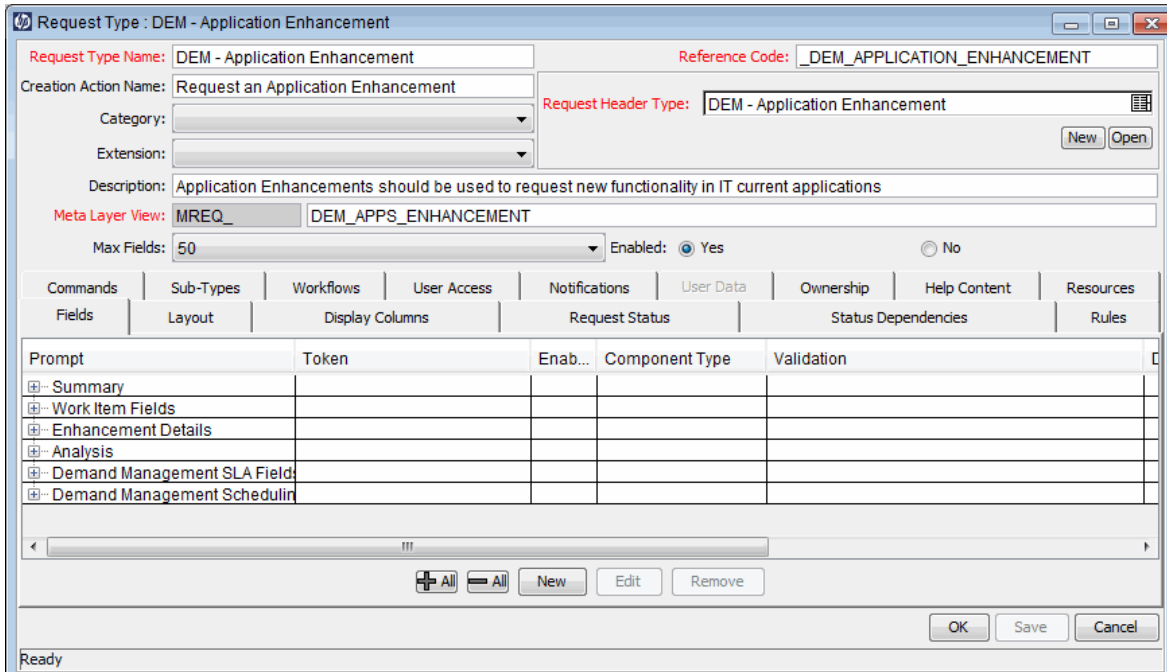 Request Type : DEM - Application Enhancement
Request Type Name: DEM - Application Enhancement Reference Code: _DEM_APPLICATION_ENHANCEMENT
Creation Action Name: Request an Application Enhancement
Request Header Type: DEM - Application Enhancement
Category:
New Open
Extension:
Description: Application Enhancements should be used to request new functionality in IT current applications
Meta Layer View: MREQ_ DEM_APPS_ENHANCEMENT
Max Fields: 50 Enabled: Yes No
Commands Sub-Types Workflows User Access Notifications User Data Ownership Help Content Resources
Fields Layout Display Columns Request Status Status Dependencies Rules
Prompt Token Enab... Component Type Validation D
Summary
Work Item Fields
Enhancement Details
Analysis
Demand Management SLA Fields
Demand Management Schedulin
All All New Edit Remove
OK Save Cancel
Ready